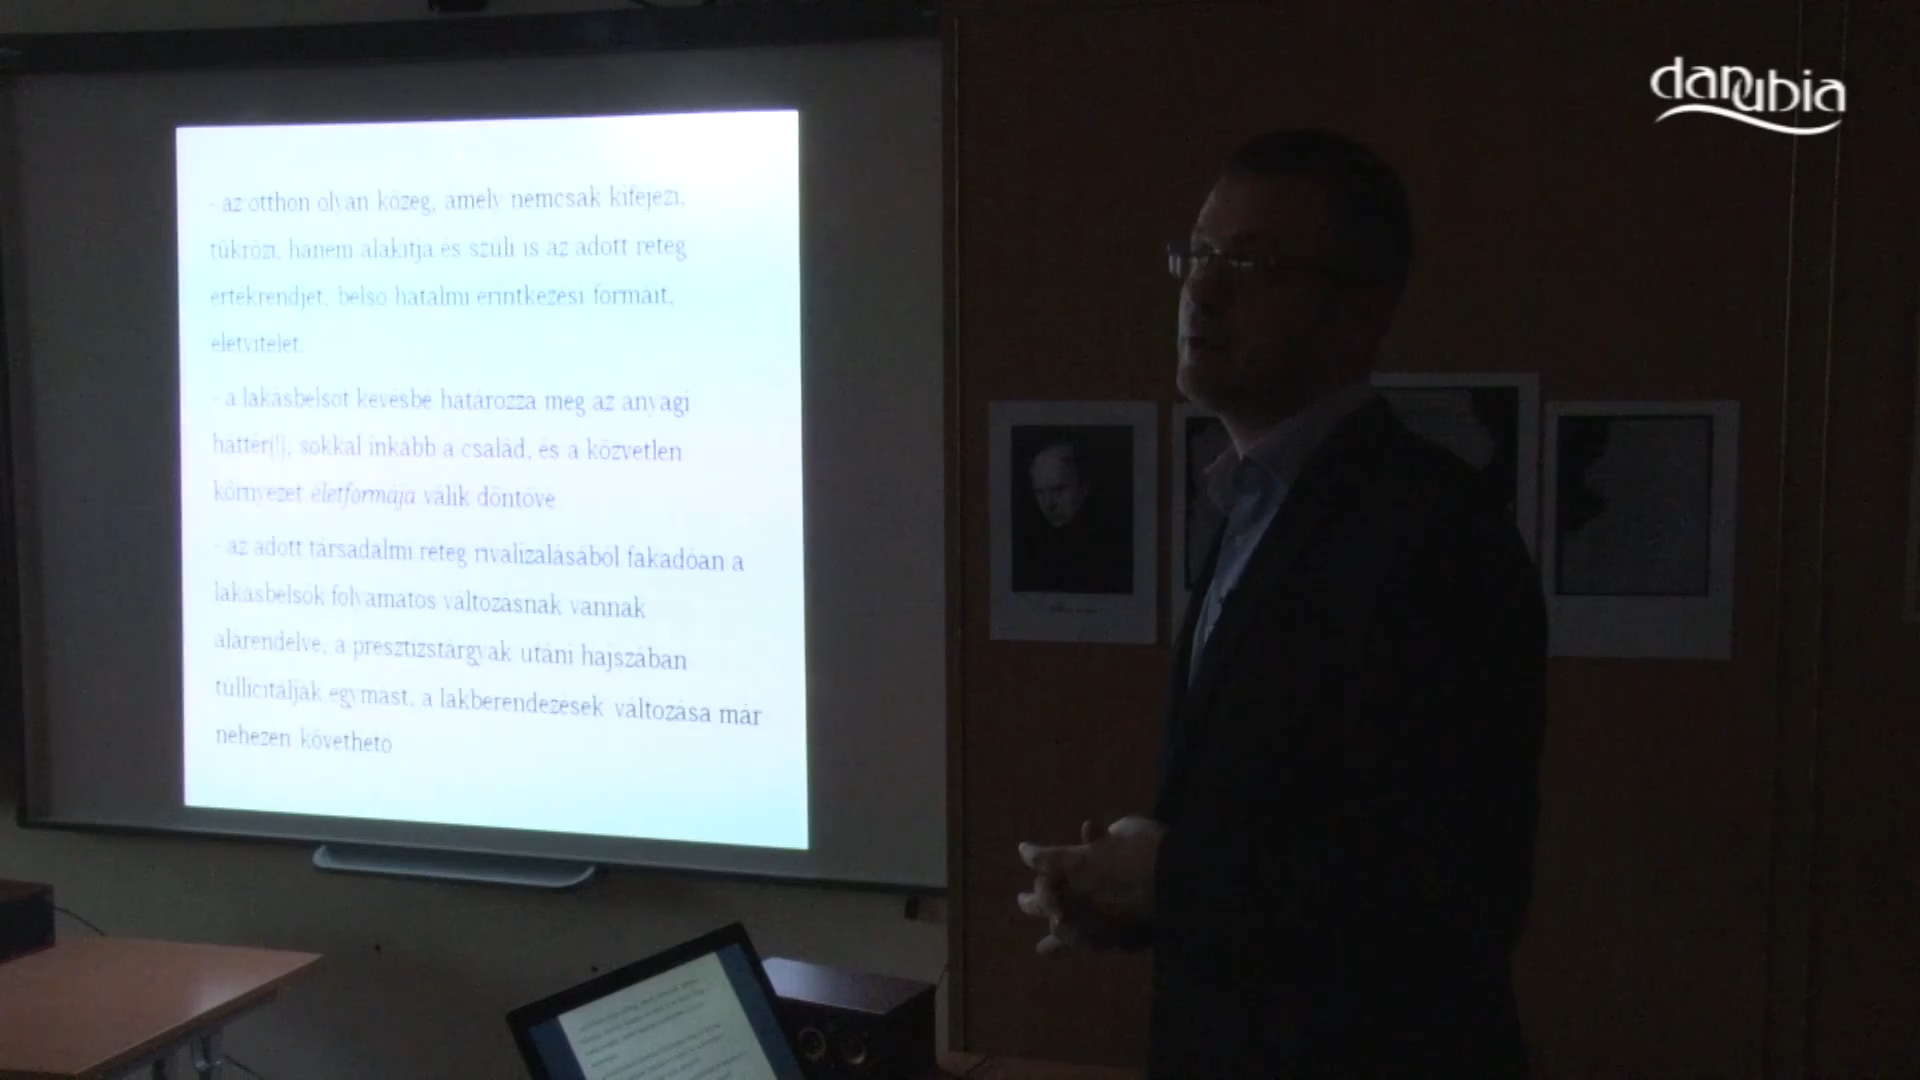 danubia
- az otthon olyan közeg, amely nemcsak kifejezi,
tükrözi, hanem alakítja és szüli is az adott réteg
értékrendjét, belső hatalmi érintkezési formáit,
életvitelét.
- a lakásbelsőt kevésbé határozza meg az anyagi
háttér(!), sokkal inkább a család, és a közvetlen
környezet életformája válik döntővé
- az adott társadalmi réteg rivalizálásából fakadóan a
lakásbelsők folyamatos változásnak vannak
alárendelve, a presztízstárgyak utáni hajszában
túllicitálják egymást, a lakberendezések változása már
nehezen követhető